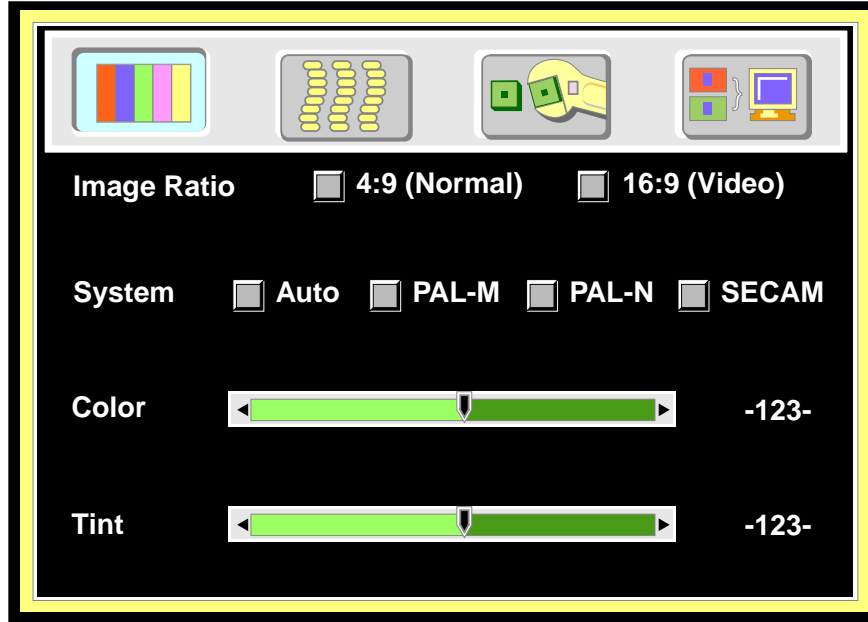 Image Ratio 4:9 (Normal) 16:9 (Video)
System Auto PAL-M PAL-N SECAM
Color -123-
Tint -123-